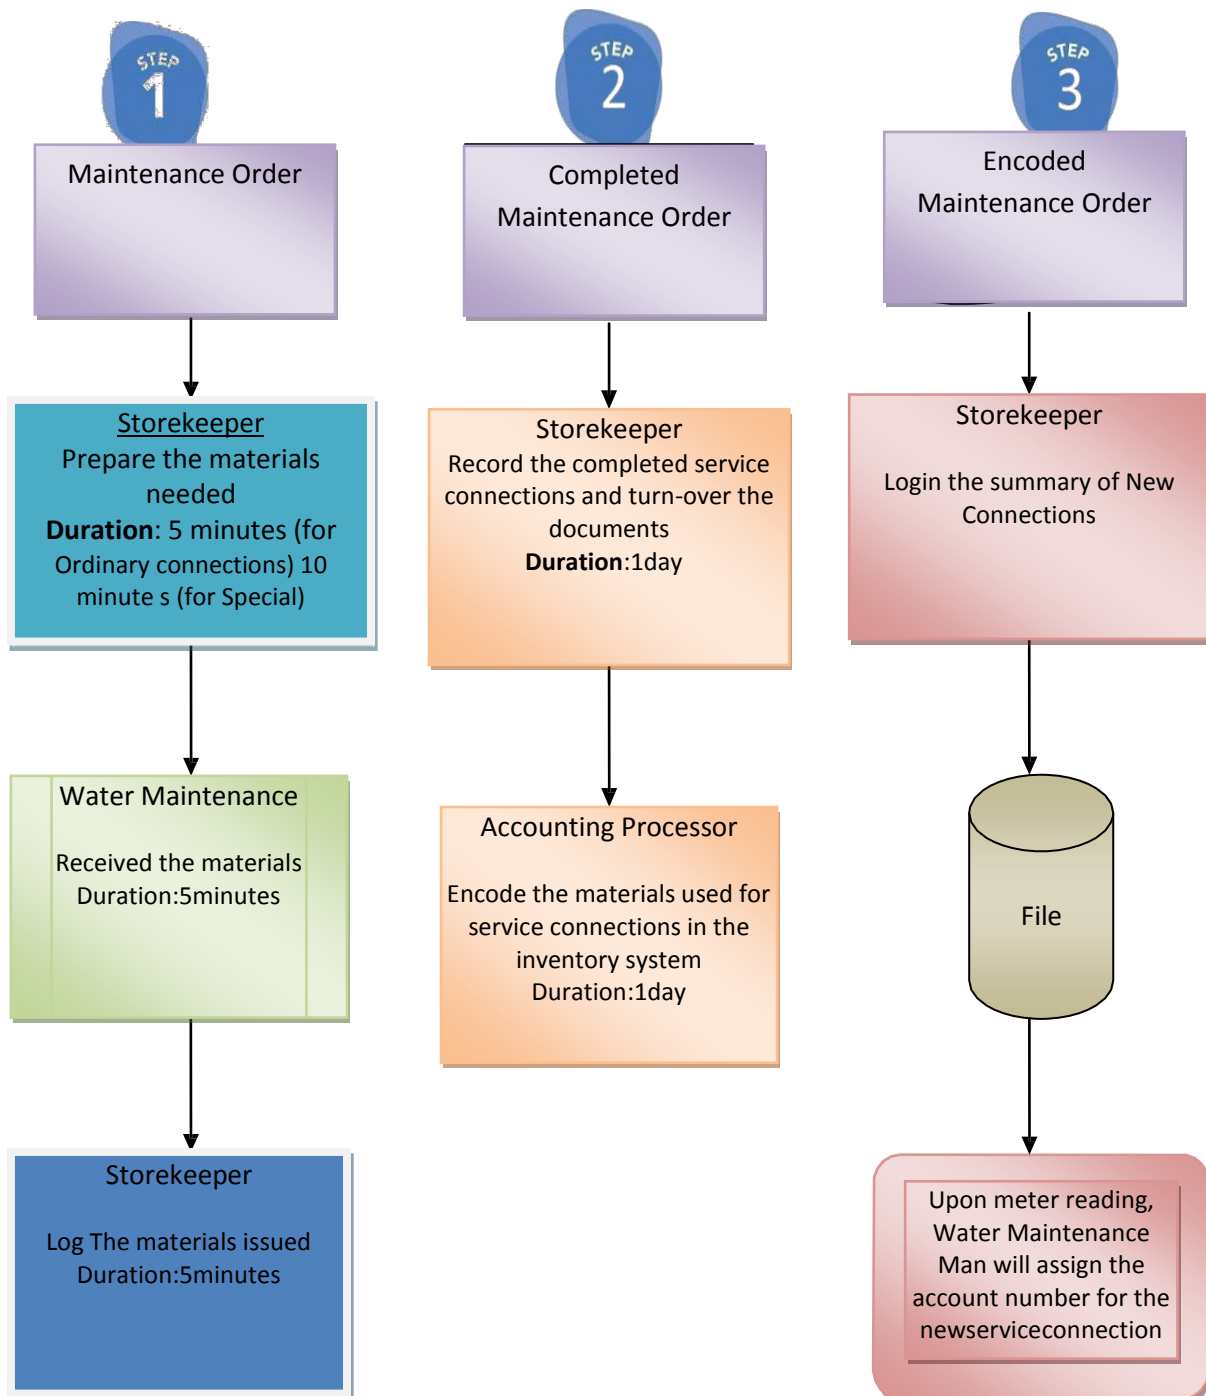 STEP
1
Maintenance Order
Storekeeper
Prepare the materials
needed
Duration: 5 minutes (for
Ordinary connections) 10
minute s (for Special)
Water Maintenance
Received the materials
Duration:5minutes
Storekeeper
Log The materials issued
Duration:5minutes
STEP
2
Completed
Maintenance Order
Storekeeper
Record the completed service
connections and turn-over the
documents
Duration:1day
Accounting Processor
Encode the materials used for
service connections in the
inventory system
Duration:1day
STEP
3
Encoded
Maintenance Order
Storekeeper
Login the summary of New
Connections
File
Upon meter reading,
Water Maintenance
Man will assign the
account number for the
newserviceconnection